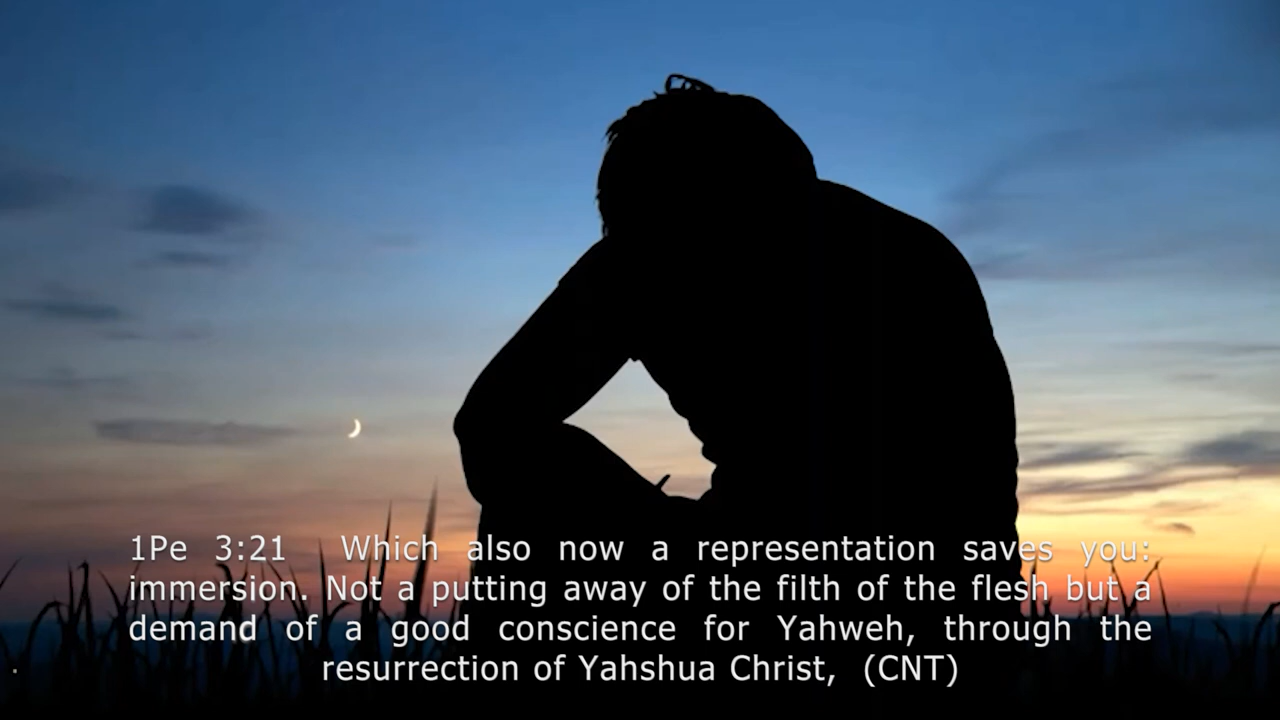 1Pe 3:21 Which also now a representation saves you:
immersion. Not a putting away of the filth of the flesh but a
demand of a good conscience for Yahweh, through the
resurrection of Yahshua Christ, (CNT)